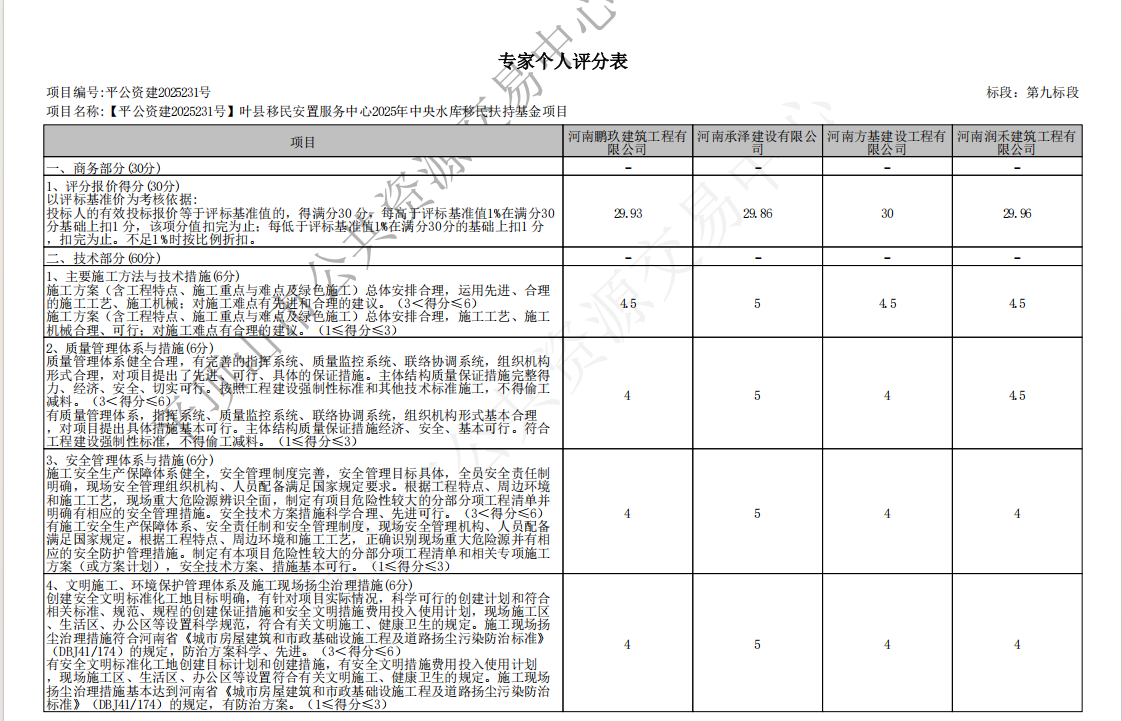 专家个人评分表
项目编号:平公资建2025231号
标段：第九标段
项目名称:【平公资建2025231号】叶县移民安置服务中心2025年中央水库移民扶持基金项目
项目
河南鹏玖建筑工程有
限公司
河南承泽建设有限公
司
河南方基建设工程有
限公司
河南润禾建筑工程有
限公司
一、商务部分(30分)
－
－
－
－
1、评分报价得分(30分)
以评标基准价为考核依据:
投标人的有效投标报价等于评标基准值的，得满分30 分，每高于评标基准值1%在满分30
分基础上扣1 分，该项分值扣完为止；每低于评标基准值1%在满分30分的基础上扣1 分
，扣完为止。不足1%时按比例折扣。
29.93
29.86
30
29.96
二、技术部分(60分)
－
－
－
－
1、主要施工方法与技术措施(6分)
施工方案（含工程特点、施工重点与难点及绿色施工）总体安排合理，运用先进、合理
的施工工艺、施工机械；对施工难点有先进和合理的建议。（3＜得分≤6）
施工方案（含工程特点、施工重点与难点及绿色施工）总体安排合理，施工工艺、施工
机械合理、可行；对施工难点有合理的建议。（1≤得分≤3）
4.5
5
4.5
4.5
2、质量管理体系与措施(6分)
质量管理体系健全合理，有完善的指挥系统、质量监控系统、联络协调系统，组织机构
形式合理，对项目提出了先进、可行、具体的保证措施。主体结构质量保证措施完整得
力、经济、安全、切实可行。按照工程建设强制性标准和其他技术标准施工，不得偷工
减料。（3＜得分≤6）
有质量管理体系，指挥系统、质量监控系统、联络协调系统，组织机构形式基本合理
，对项目提出具体措施基本可行。主体结构质量保证措施经济、安全、基本可行。符合
工程建设强制性标准，不得偷工减料。（1≤得分≤3）
4
5
4
4.5
3、安全管理体系与措施(6分)
施工安全生产保障体系健全，安全管理制度完善，安全管理目标具体，全员安全责任制
明确，现场安全管理组织机构、人员配备满足国家规定要求。根据工程特点、周边环境
和施工工艺，现场重大危险源辨识全面，制定有项目危险性较大的分部分项工程清单并
明确有相应的安全管理措施。安全技术方案措施科学合理、先进可行。（3＜得分≤6）
有施工安全生产保障体系、安全责任制和安全管理制度，现场安全管理机构、人员配备
满足国家规定。根据工程特点、周边环境和施工工艺，正确识别现场重大危险源并有相
应的安全防护管理措施。制定有本项目危险性较大的分部分项工程清单和相关专项施工
方案（或方案计划），安全技术方案、措施基本可行。（1≤得分≤3）
4
5
4
4
4、文明施工、环境保护管理体系及施工现场扬尘治理措施(6分)
创建安全文明标准化工地目标明确，有针对项目实际情况，科学可行的创建计划和符合
相关标准、规范、规程的创建保证措施和安全文明措施费用投入使用计划，现场施工区
、生活区、办公区等设置科学规范，符合有关文明施工、健康卫生的规定。施工现场扬
尘治理措施符合河南省《城市房屋建筑和市政基础设施工程及道路扬尘污染防治标准》
（DBJ41/174）的规定，防治方案科学、先进。（3＜得分≤6）
有安全文明标准化工地创建目标计划和创建措施，有安全文明措施费用投入使用计划
，现场施工区、生活区、办公区等设置符合有关文明施工、健康卫生的规定。施工现场
扬尘治理措施基本达到河南省《城市房屋建筑和市政基础设施工程及道路扬尘污染防治
标准》（DBJ41/174）的规定，有防治方案。（1≤得分≤3）
4
5
4
4
平顶山市公共资源交易中心
公共资源交易中心